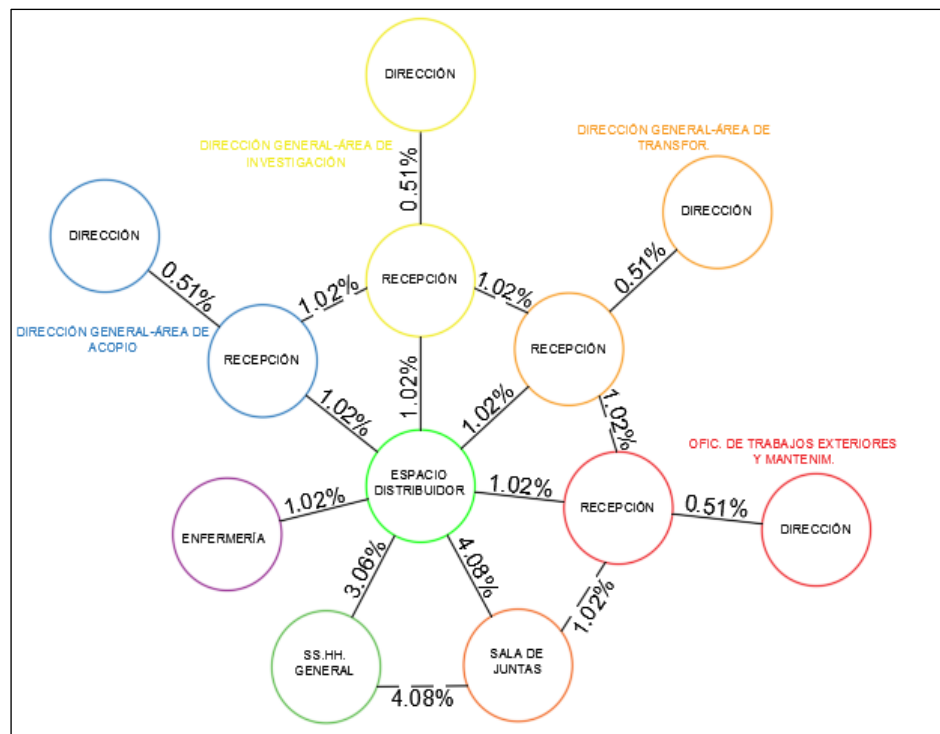 DIRECCIÓN
DIRECCIÓN GENERAL-ÁREA DE
INVESTIGACIÓN
DIRECCIÓN GENERAL-ÁREA DE
TRANSFOR.
0.51%
DIRECCIÓN
DIRECCIÓN
0.51%
0.51%
RECEPCIÓN
1.02%
1.02%
DIRECCIÓN GENERAL-ÁREA DE
ACOPIO
RECEPCIÓN
RECEPCIÓN
1.02%
1.02%
1.02%
1.02%
OFIC. DE TRABAJOS EXTERIORES
Y MANTENIM.
ESPACIO
DISTRIBUIDOR
1.02%
RECEPCIÓN
0.51%
DIRECCIÓN
ENFERMERÍA
1.02%
3.06%
4.08%
1.02%
SS.HH.
GENERAL
SALA DE
JUNTAS
4.08%